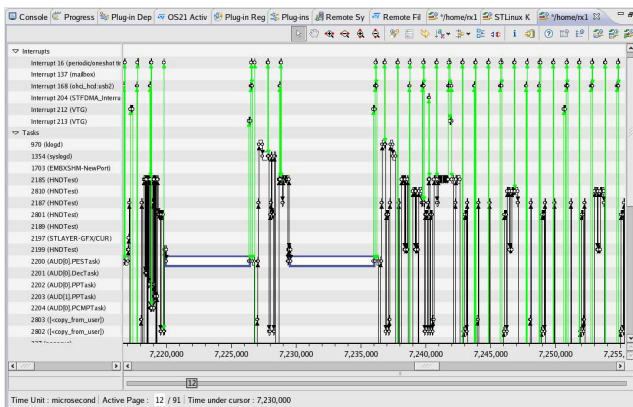 Console Progress Plug-in Dep OS21 Activ Plug-in Reg Plug-ins Remote Sy Remote Fil */home/rx1 STLinux K */home/rx1
Interrupts
Interrupt 16 (periodic/oneshot ti
Interrupt 137 (mailbox)
Interrupt 168 (ohci_hcd:usb2)
Interrupt 204 (STFDMA_Interru
Interrupt 212 (VTG)
Interrupt 213 (VTG)
Tasks
970 (klogd)
1354 (syslogd)
1703 (EMBXSHM-NewPort)
2185 (HNDTest)
2810 (HNDTest)
2187 (HNDTest)
2801 (HNDTest)
2189 (HNDTest)
2197 (STLAYER-GFX/CUR)
2199 (HNDTest)
2200 (AUD[0].PESTask)
2201 (AUD[0].DecTask)
2202 (AUD[0].PPTask)
2203 (AUD[1].PPTask)
2204 (AUD[0].PCMPTask)
2803 ([<copy_from_user])
2802 ([<copy_from_user])
7,220,000 7,225,000 7,230,000 7,235,000 7,240,000 7,245,000 7,250,000 7,255,
12
Time Unit : microsecond Active Page : 12 / 91 Time under cursor : 7,230,000